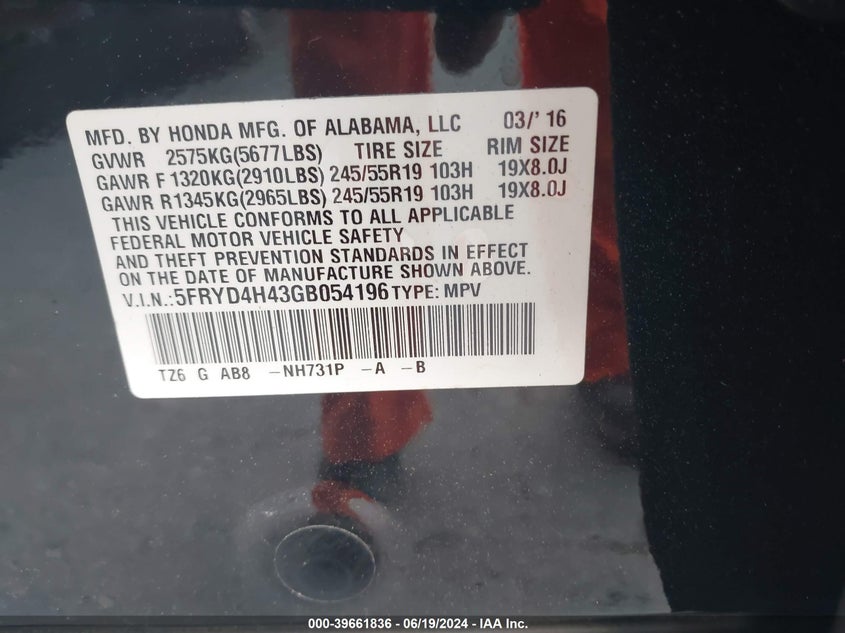 MFD. BY HONDA MFG. OF ALABAMA, LLC 03/' 16
GVWR 2575KG(5677LBS) TIRE SIZE RIM SIZE
GAWR F1320KG(2910LBS) 245/55R19 103H 19X8.0J
GAWR R1345KG(2965LBS) 245/55R19 103H 19X8.0J
THIS VEHICLE CONFORMS TO ALL APPLICABLE
FEDERAL MOTOR VEHICLE SAFETY
AND THEFT PREVENTION STANDARDS IN EFFECT
ON THE DATE OF MANUFACTURE SHOWN ABOVE.
V.I.N.:5FRYD4H43GB054196 TYPE: MPV
TZ6 G AB8 -NH731P -A -B
000-39661836 - 06/19/2024 - IAA Inc.